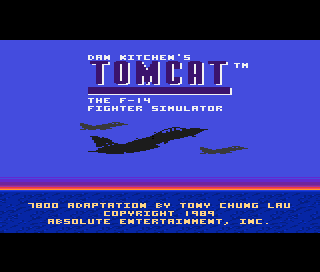 DAN KITCHEN'S
TOMCAT™
THE F-14
FIGHTER SIMULATOR
7800 ADAPTATION BY TONY CHUNG LAU
COPYRIGHT 1989
ABSOLUTE ENTERTAINMENT, INC.